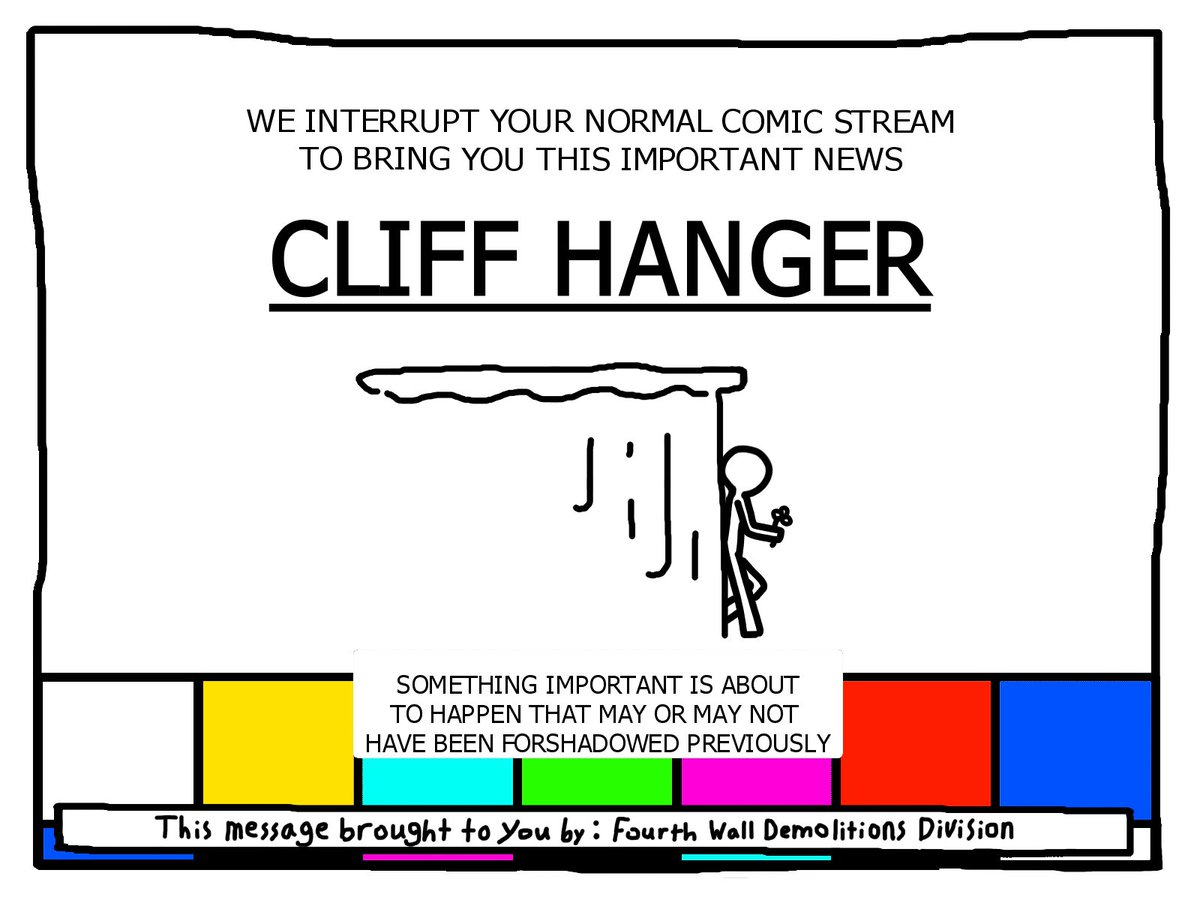 WE INTERRUPT YOUR NORMAL COMIC STREAM
TO BRING YOU THIS IMPORTANT NEWS
CLIFF HANGER
SOMETHING IMPORTANT IS ABOUT
TO HAPPEN THAT MAY OR MAY NOT
HAVE BEEN FORSHADOWED PREVIOUSLY
This message brought to you by: Fourth Wall Demolitions Division